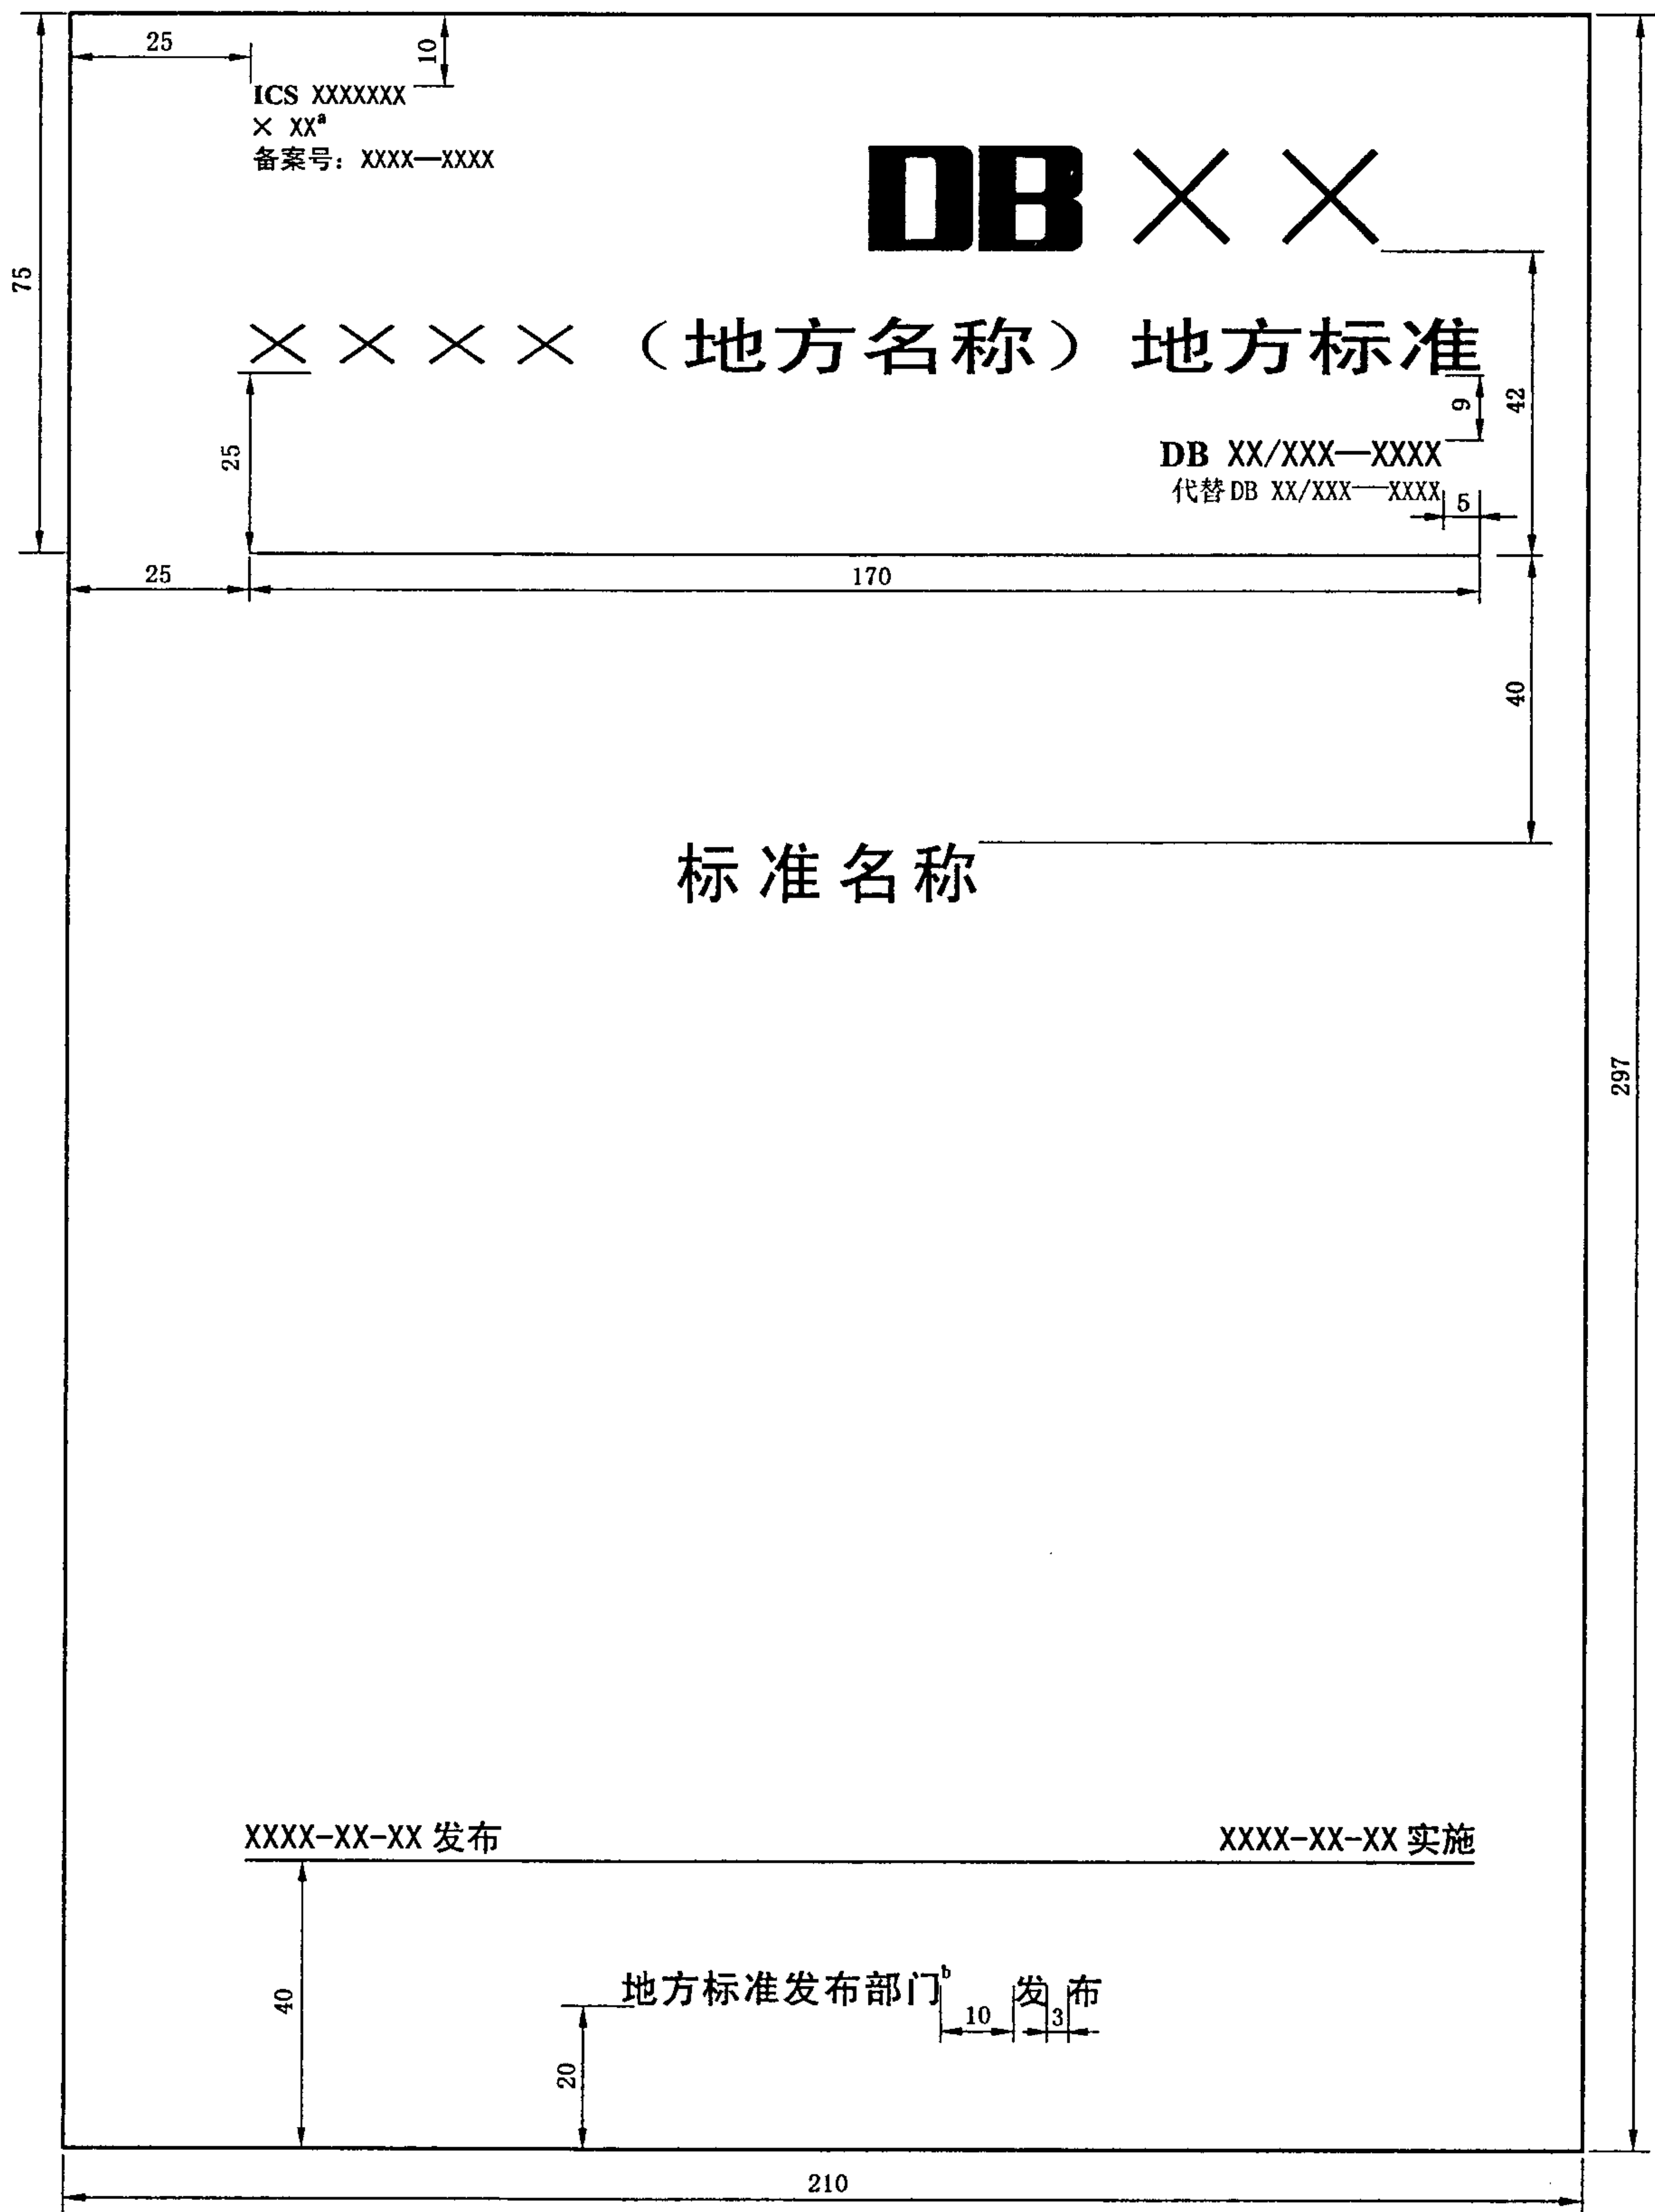 25
10
ICS XXXXXXX
× XXª
备案号：XXXX—XXXX
DB××
75
××××（地方名称）地方标准
9
42
25
DB XX/XXX—XXXX
代替DB XX/XXX—XXXX
5
25
170
40
标准名称
297
XXXX-XX-XX 发布
XXXX-XX-XX 实施
40
地方标准发布部门ᵇ 发布
10
3
20
210